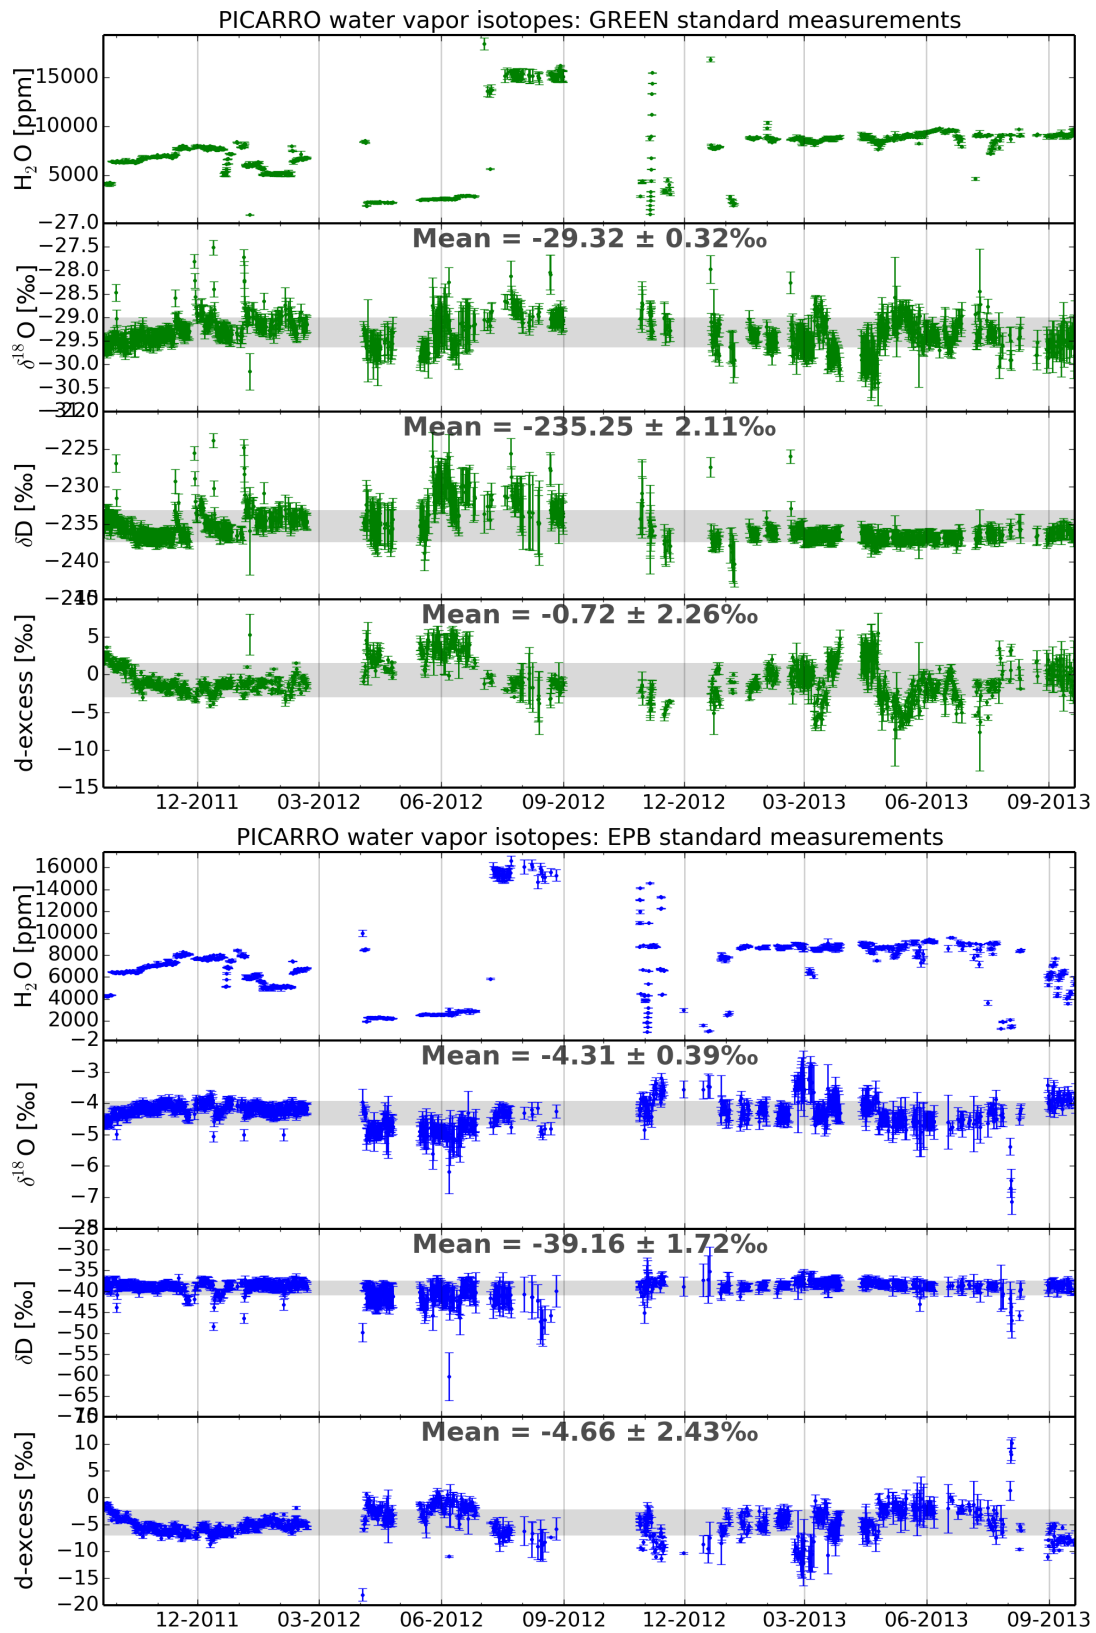 PICARRO water vapor isotopes: GREEN standard measurements
H₂O [ppm]
15000
10000
5000
Mean = -29.32 ± 0.32‰
δ¹⁸O [‰]
−27.0
−27.5
−28.0
−28.5
−29.0
−29.5
−30.0
−30.5
Mean = -235.25 ± 2.11‰
δD [‰]
−225
−230
−235
−240
Mean = -0.72 ± 2.26‰
d-excess [‰]
5
0
−5
−10
−15
12-2011 03-2012 06-2012 09-2012 12-2012 03-2013 06-2013 09-2013
PICARRO water vapor isotopes: EPB standard measurements
H₂O [ppm]
16000
14000
12000
10000
8000
6000
4000
2000
Mean = -4.31 ± 0.39‰
δ¹⁸O [‰]
−2
−3
−4
−5
−6
−7
Mean = -39.16 ± 1.72‰
δD [‰]
−30
−35
−40
−45
−50
−55
−60
−65
Mean = -4.66 ± 2.43‰
d-excess [‰]
10
5
0
−5
−10
−15
−20
12-2011 03-2012 06-2012 09-2012 12-2012 03-2013 06-2013 09-2013